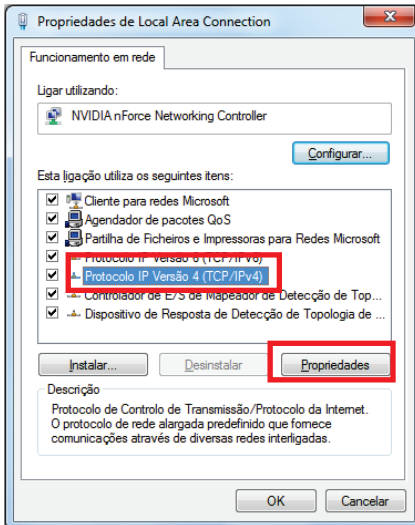 Propriedades de Local Area Connection
Funcionamento em rede
Ligar utilizando:
NVIDIA nForce Networking Controller
Configurar...
Esta ligação utiliza os seguintes itens:
Cliente para redes Microsoft
Agendador de pacotes QoS
Partilha de Ficheiros e Impressoras para Redes Microsoft
Protocolo IP Versão 6 (TCP/IPv6)
Protocolo IP Versão 4 (TCP/IPv4)
Controlador de E/S de Mapeador de Detecção de Top...
Dispositivo de Resposta de Detecção de Topologia de ...
Instalar...
Desinstalar
Propriedades
Descrição
Protocolo de Controlo de Transmissão/Protocolo da Internet.
O protocolo de rede alargada predefinido que fornece
comunicações através de diversas redes interligadas.
OK
Cancelar